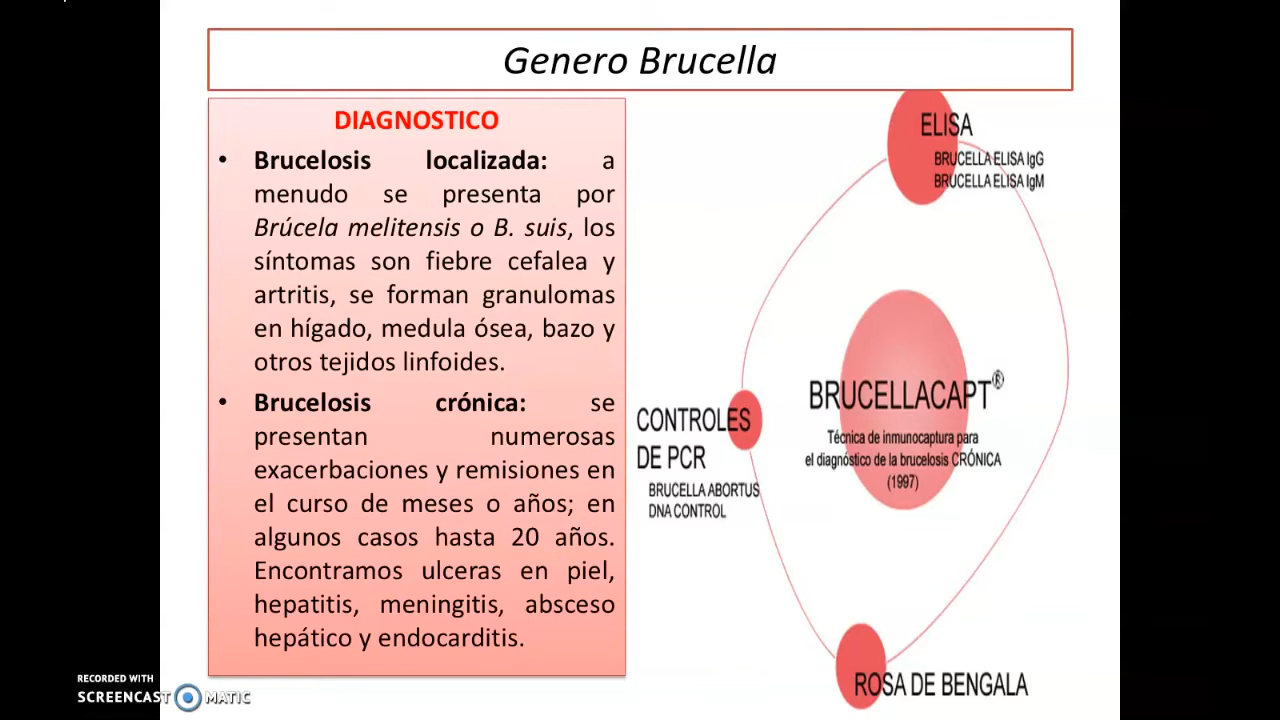 Genero Brucella
DIAGNOSTICO
• Brucelosis localizada: a
menudo se presenta por
Brúcela melitensis o B. suis, los
síntomas son fiebre cefalea y
artritis, se forman granulomas
en hígado, medula ósea, bazo y
otros tejidos linfoides.
• Brucelosis crónica: se
presentan numerosas
exacerbaciones y remisiones en
el curso de meses o años; en
algunos casos hasta 20 años.
Encontramos ulceras en piel,
hepatitis, meningitis, absceso
hepático y endocarditis.
ELISA
BRUCELLA ELISA IgG
BRUCELLA ELISA IgM
BRUCELLACAPT®
Técnica de inmunocaptura para
el diagnóstico de la brucelosis CRÓNICA
(1997)
CONTROLES
DE PCR
BRUCELLA ABORTUS
DNA CONTROL
ROSA DE BENGALA
RECORDED WITH
SCREENCAST MATIC